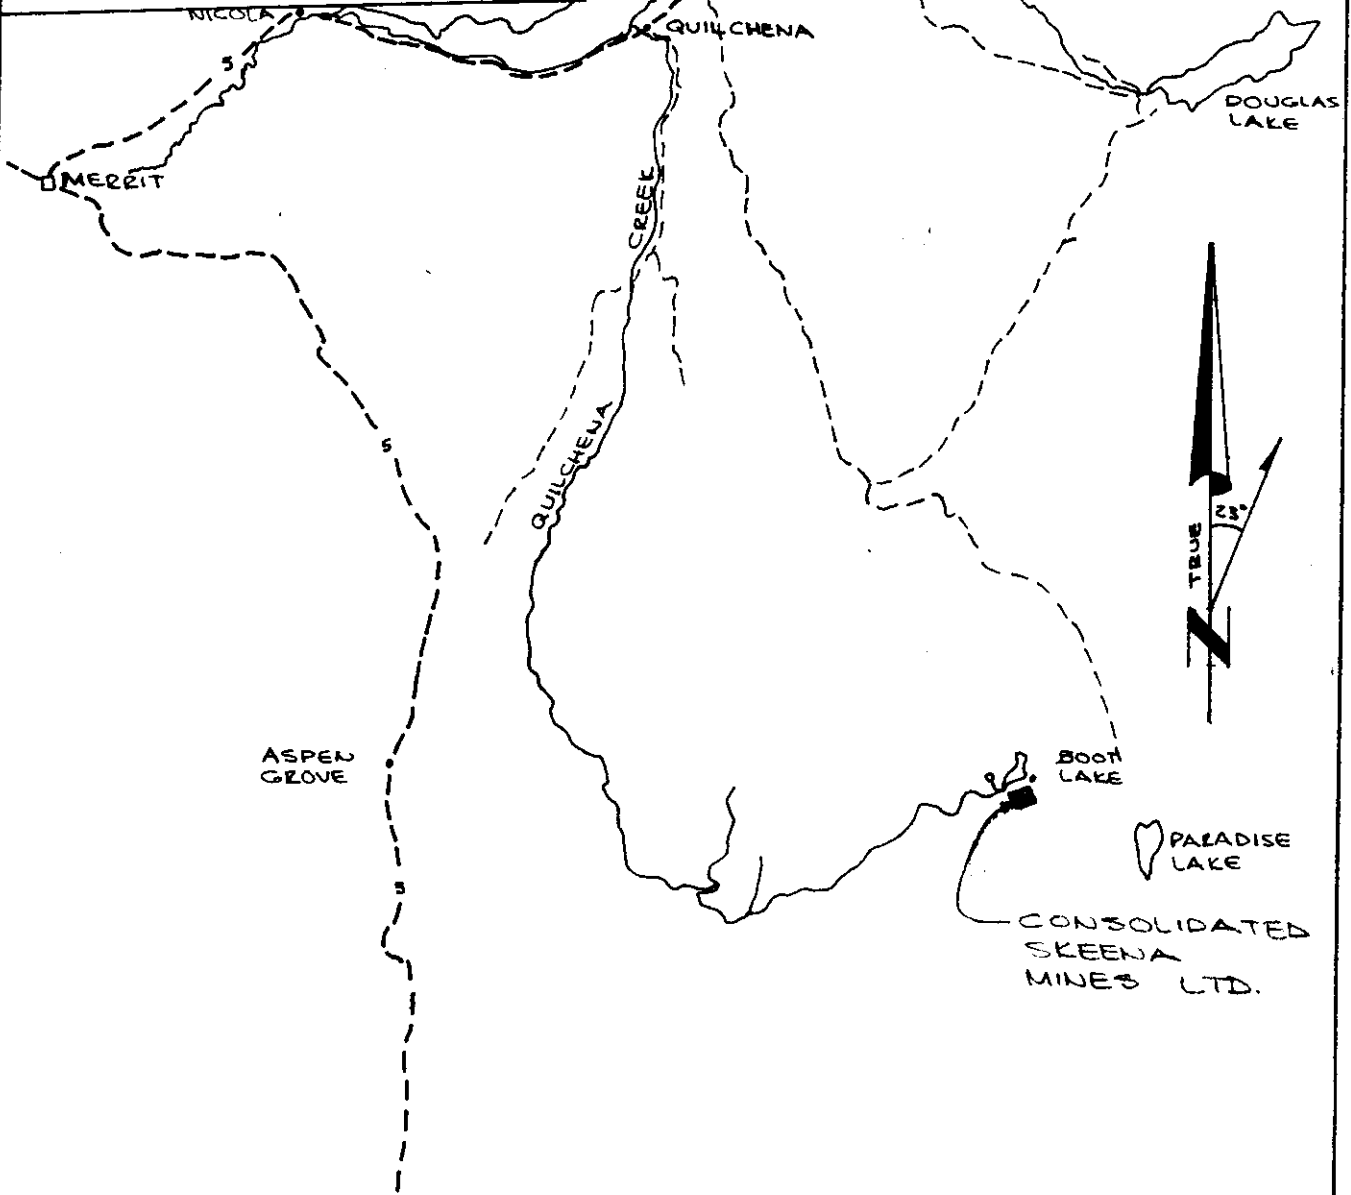 NICOLA
QUILCHENA
5
DOUGLAS
LAKE
MERRIT
CREEK
5
QUILCHENA
23°
TRUE
N
ASPEN
GROVE
BOOT
LAKE
PARADISE
LAKE
5
CONSOLIDATED
SKEENA
MINES LTD.